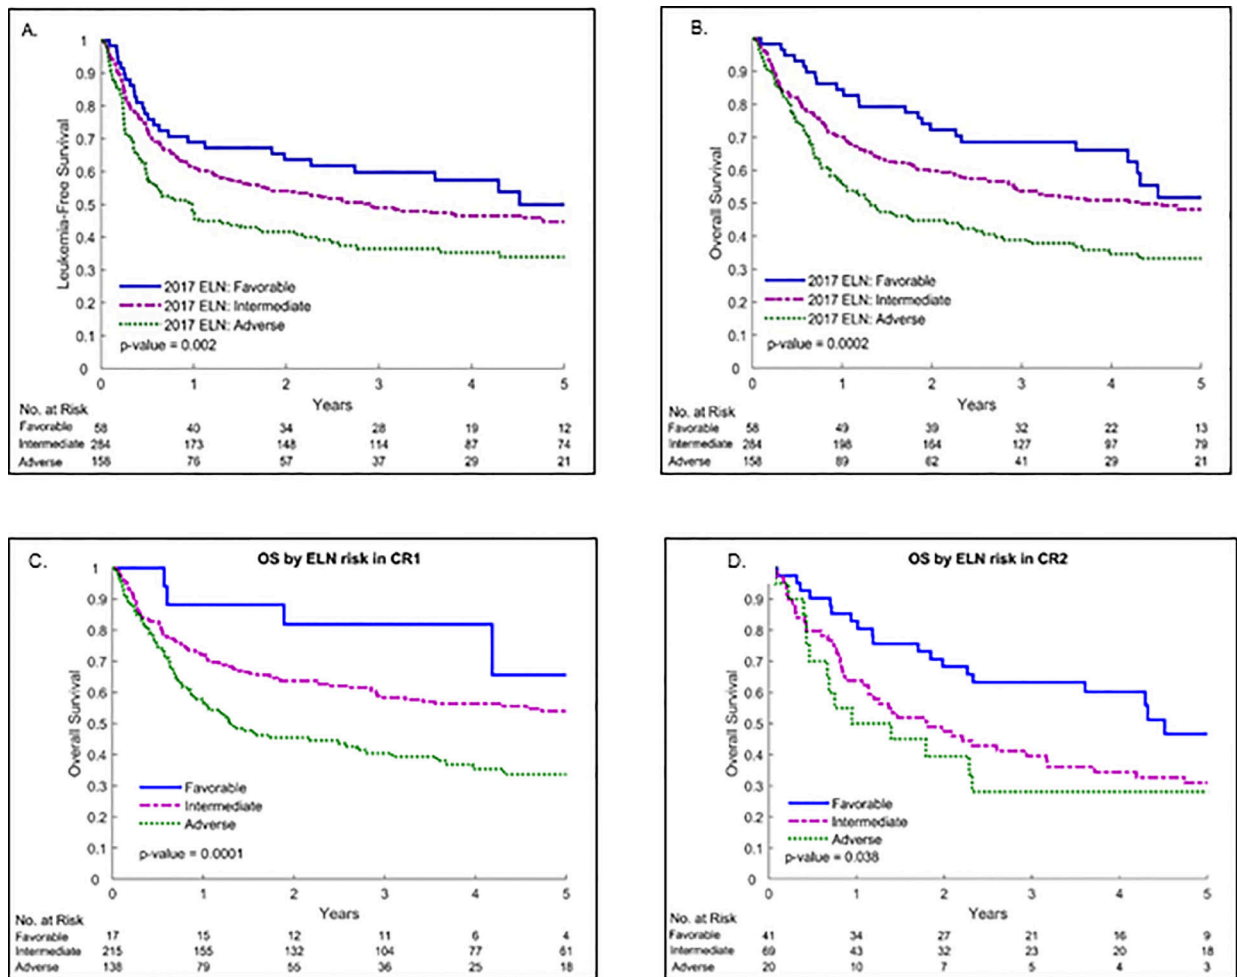 A.
1
0.9
0.8
0.7
0.6
0.5
0.4
0.3
0.2
0.1
0
Leukemia-Free Survival
2017 ELN: Favorable
2017 ELN: Intermediate
2017 ELN: Adverse
p-value = 0.002
0 1 2 3 4 5
Years
No. at Risk
Favorable 58 40 34 28 19 12
Intermediate 284 173 148 114 87 74
Adverse 158 76 57 37 29 21
B.
0.9
0.8
0.7
0.6
0.5
0.4
0.3
0.2
0.1
0
Overall Survival
2017 ELN: Favorable
2017 ELN: Intermediate
2017 ELN: Adverse
p-value = 0.0002
0 1 2 3 4 5
Years
No. at Risk
Favorable 58 49 39 32 22 13
Intermediate 284 198 164 127 97 79
Adverse 158 89 62 41 29 21
C.
OS by ELN risk in CR1
1
0.9
0.8
0.7
0.6
0.5
0.4
0.3
0.2
0.1
0
Overall Survival
Favorable
Intermediate
Adverse
p-value = 0.0001
0 1 2 3 4 5
Years
No. at Risk
Favorable 17 15 12 11 6 4
Intermediate 215 155 132 104 77 61
Adverse 138 79 55 36 25 18
D.
OS by ELN risk in CR2
0.9
0.8
0.7
0.6
0.5
0.4
0.3
0.2
0.1
0
Overall Survival
Favorable
Intermediate
Adverse
p-value = 0.038
0 1 2 3 4 5
Years
No. at Risk
Favorable 41 34 27 21 16 9
Intermediate 69 43 32 23 20 18
Adverse 20 10 7 5 4 3